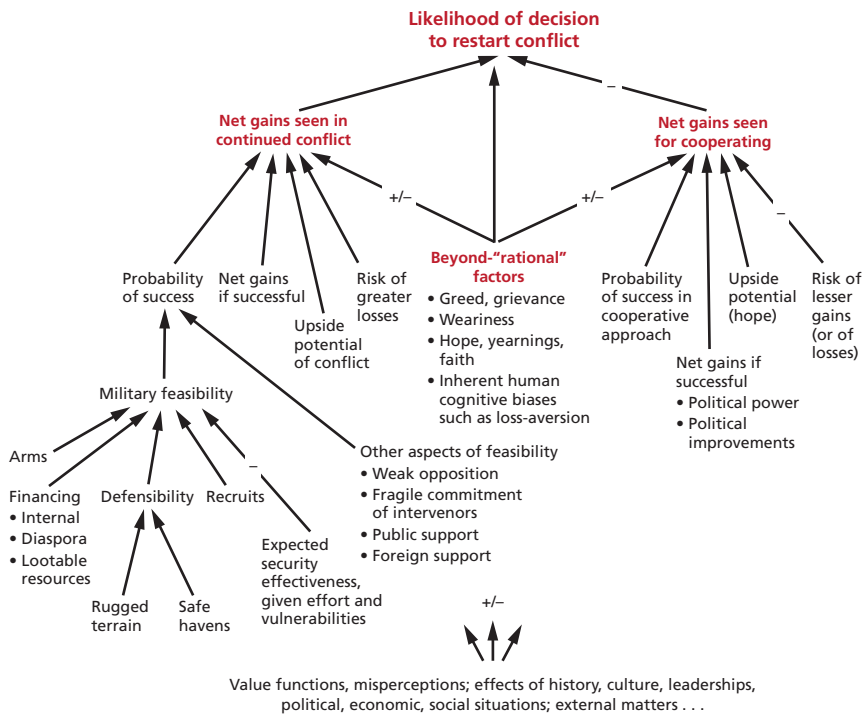 Likelihood of decision
to restart conflict
–
Net gains seen in
continued conflict
Net gains seen
for cooperating
+/–
+/–
–
Probability
of success
Net gains
if successful
Risk of
greater
losses
Upside
potential
of conflict
Beyond-“rational”
factors
• Greed, grievance
• Weariness
• Hope, yearnings,
faith
• Inherent human
cognitive biases
such as loss-aversion
Probability
of success in
cooperative
approach
Upside
potential
(hope)
Risk of
lesser
gains
(or of
losses)
Net gains if
successful
• Political power
• Political
improvements
Military feasibility
–
Arms
Financing
• Internal
• Diaspora
• Lootable
resources
Defensibility
Recruits
Other aspects of feasibility
• Weak opposition
• Fragile commitment
of intervenors
• Public support
• Foreign support
Expected
security
effectiveness,
given effort and
vulnerabilities
Rugged
terrain
Safe
havens
+/–
Value functions, misperceptions; effects of history, culture, leaderships,
political, economic, social situations; external matters . . .